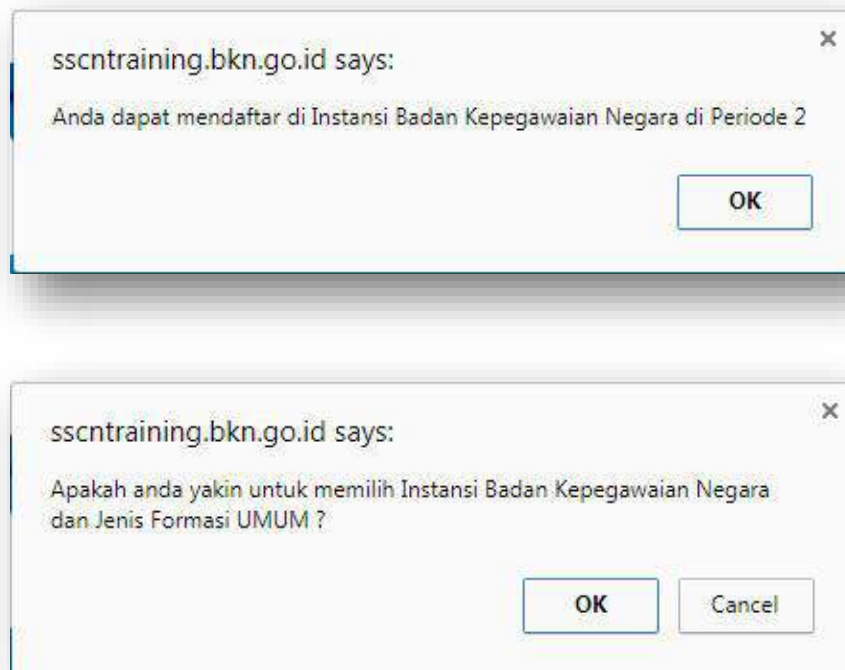 sscntraining.bkn.go.id says:
Anda dapat mendaftar di Instansi Badan Kepegawaian Negara di Periode 2
OK
sscntraining.bkn.go.id says:
Apakah anda yakin untuk memilih Instansi Badan Kepegawaian Negara
dan Jenis Formasi UMUM ?
OK Cancel